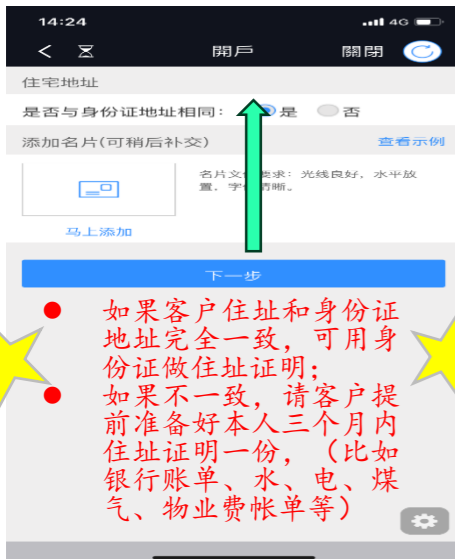 14:24
4G
開戶
關閉
住宅地址
是否与身份证地址相同: 是 否
添加名片(可稍后补交) 查看示例
名片文件要求: 光线良好, 水平放
置, 字体清晰。
马上添加
下一步
如果客户住址和身份证
地址完全一致, 可用身
份证做住址证明;
如果不一致, 请客户提
前准备好本人三个月内
住址证明一份, (比如
银行账单、水、电、煤
气、物业费帐单等)